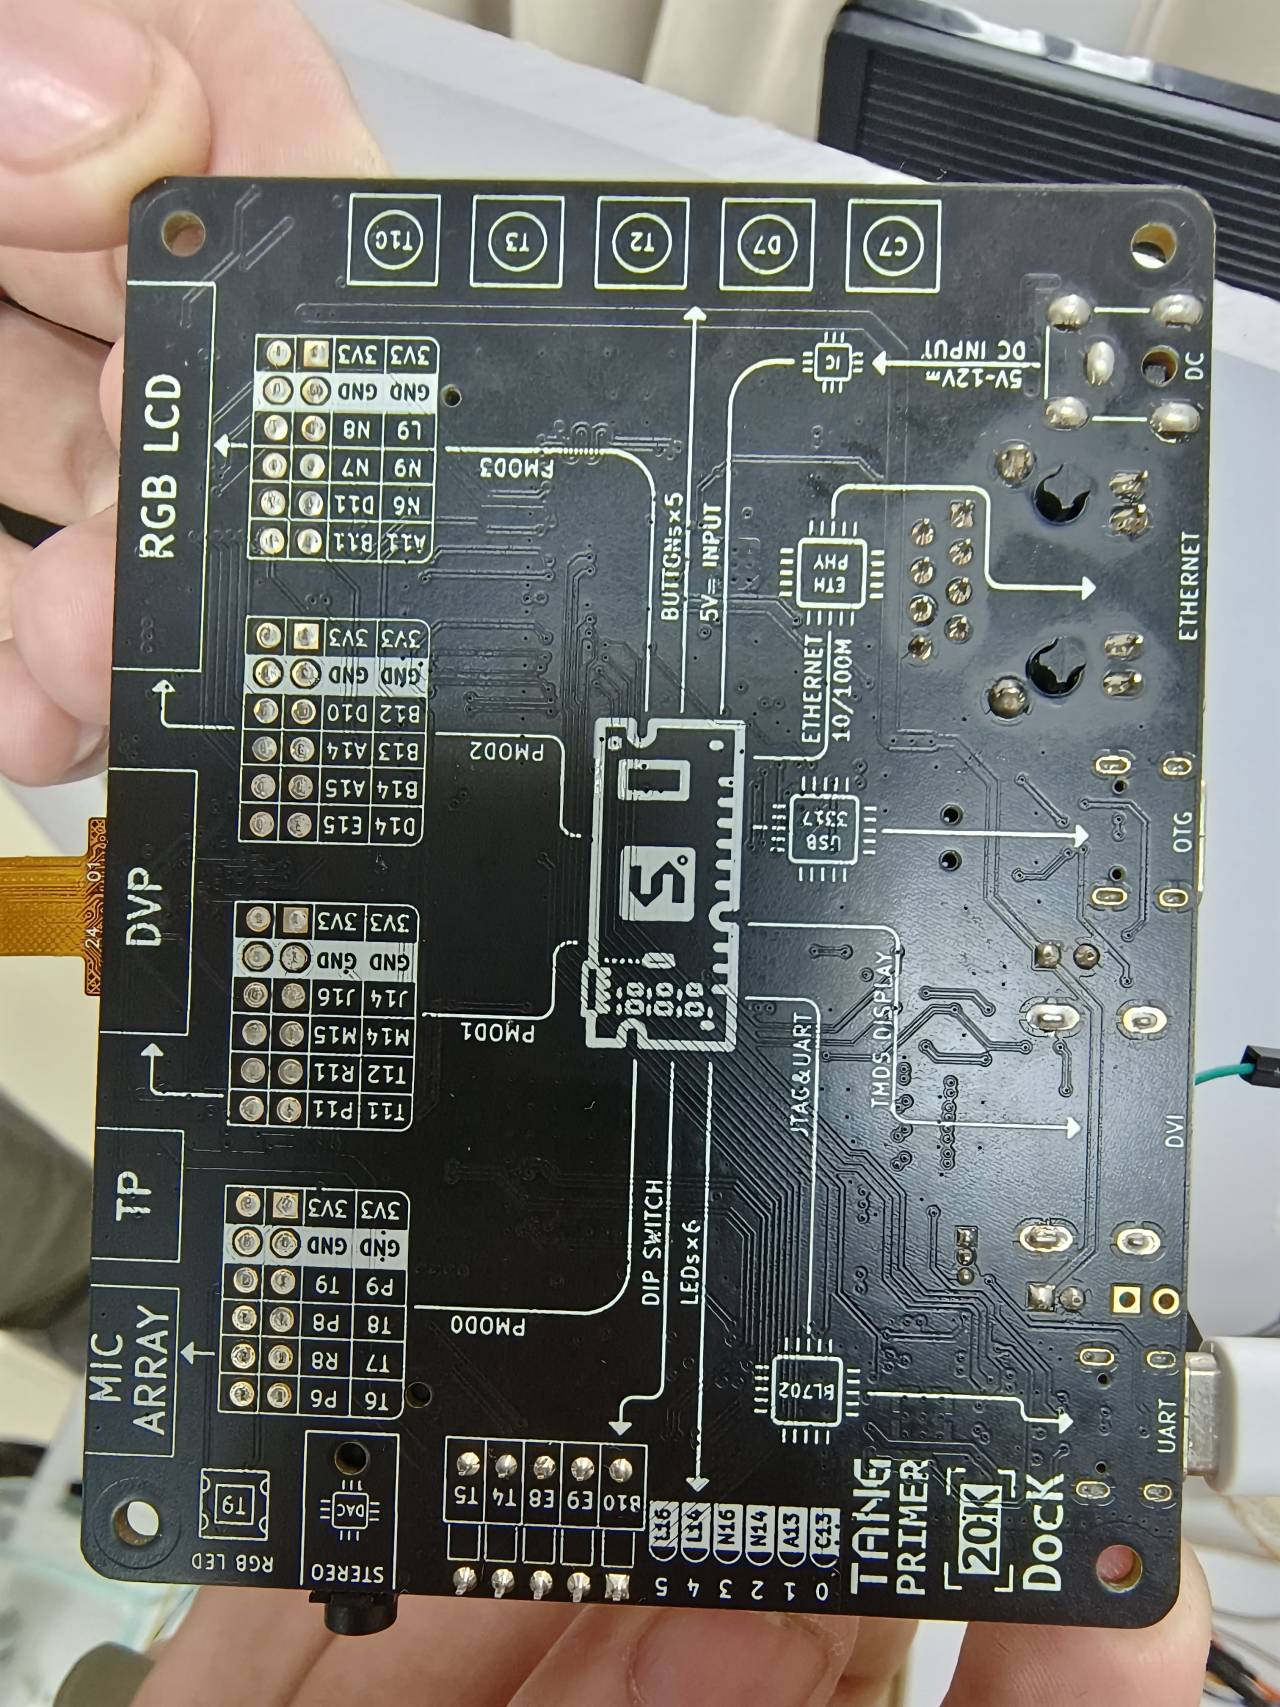 T10
T3
T2
D7
C7
RGB LCD
3V3 3V3
GND GND
N8 L9
N7 N9
D11 N6
B11 A11
PMOD3
BUTTONs×5
5V= INPUT
IC
5V-12V=
DC INPUT
DC
ETH
PHY
ETHERNET
10/100M
ETHERNET
3V3 3V3
GND GND
D10 B12
A14 B13
A15 B14
E15 D14
PMOD2
USB
3317
OTG
DVP
01
24
3V3 3V3
GND GND
J16 J14
M15 M14
R11 T12
P11 T11
PMOD1
JTAG&UART
TMDS DISPLAY
DVI
TP
3V3 3V3
GND GND
T9 P9
P8 T8
R8 T7
P6 T6
PMOD0
DIP SWITCH
LEDs×6
BL702
UART
MIC
ARRAY
T9
RGB LED
DAC
STEREO
T5
T4
E8
E9
B10
5 L16
4 L14
3 N16
2 N14
1 A13
0 C13
TANG
PRIMER
20K
DOCK